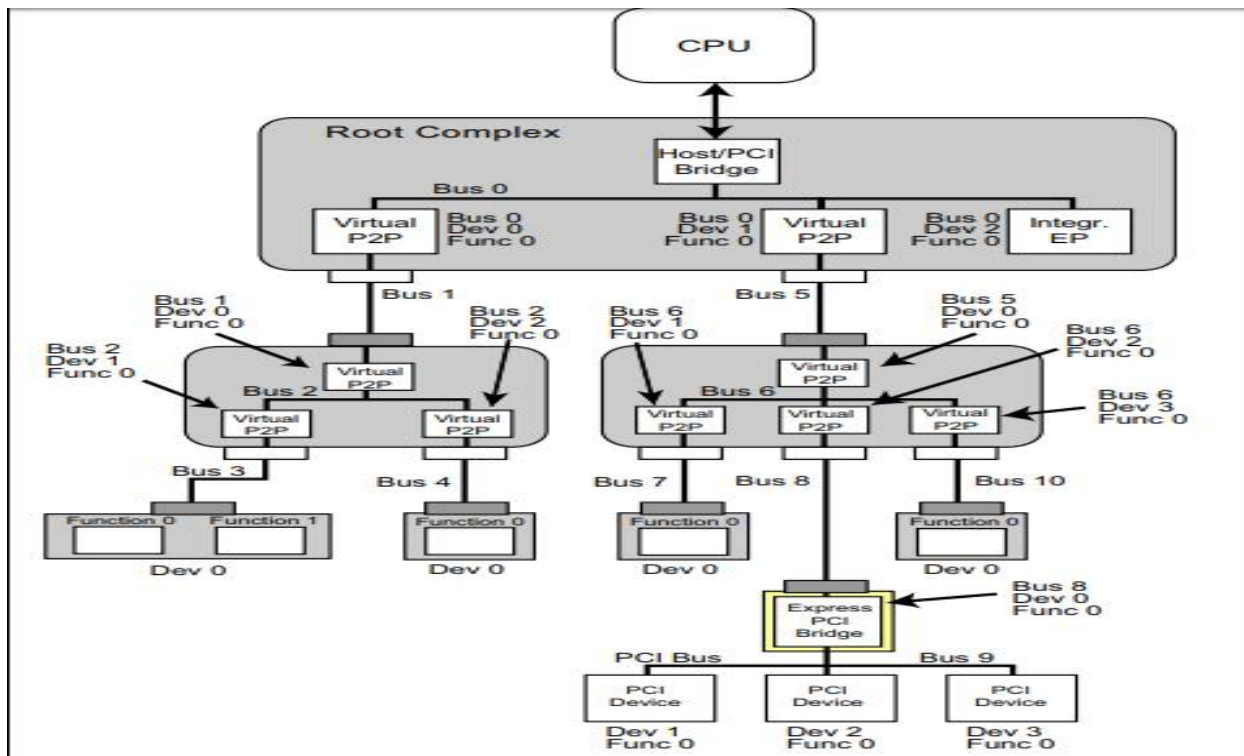 CPU
Root Complex
Host/PCI
Bridge
Bus 0
Virtual
P2P
Bus 0
Dev 0
Func 0
Bus 0
Dev 1
Func 0
Virtual
P2P
Bus 0
Dev 2
Func 0
Integr.
EP
Bus 1
Bus 5
Bus 1
Dev 0
Func 0
Bus 2
Dev 2
Func 0
Bus 6
Dev 1
Func 0
Bus 5
Dev 0
Func 0
Bus 6
Dev 2
Func 0
Bus 2
Dev 1
Func 0
Virtual
P2P
Bus 2
Virtual
P2P
Virtual
P2P
Virtual
P2P
Bus 6
Virtual
P2P
Virtual
P2P
Virtual
P2P
Bus 6
Dev 3
Func 0
Bus 3
Bus 4
Bus 7
Bus 8
Bus 10
Function 0
Function 1
Dev 0
Function 0
Dev 0
Function 0
Dev 0
Function 0
Dev 0
Express
PCI
Bridge
Bus 8
Dev 0
Func 0
PCI Bus
Bus 9
PCI
Device
Dev 1
Func 0
PCI
Device
Dev 2
Func 0
PCI
Device
Dev 3
Func 0